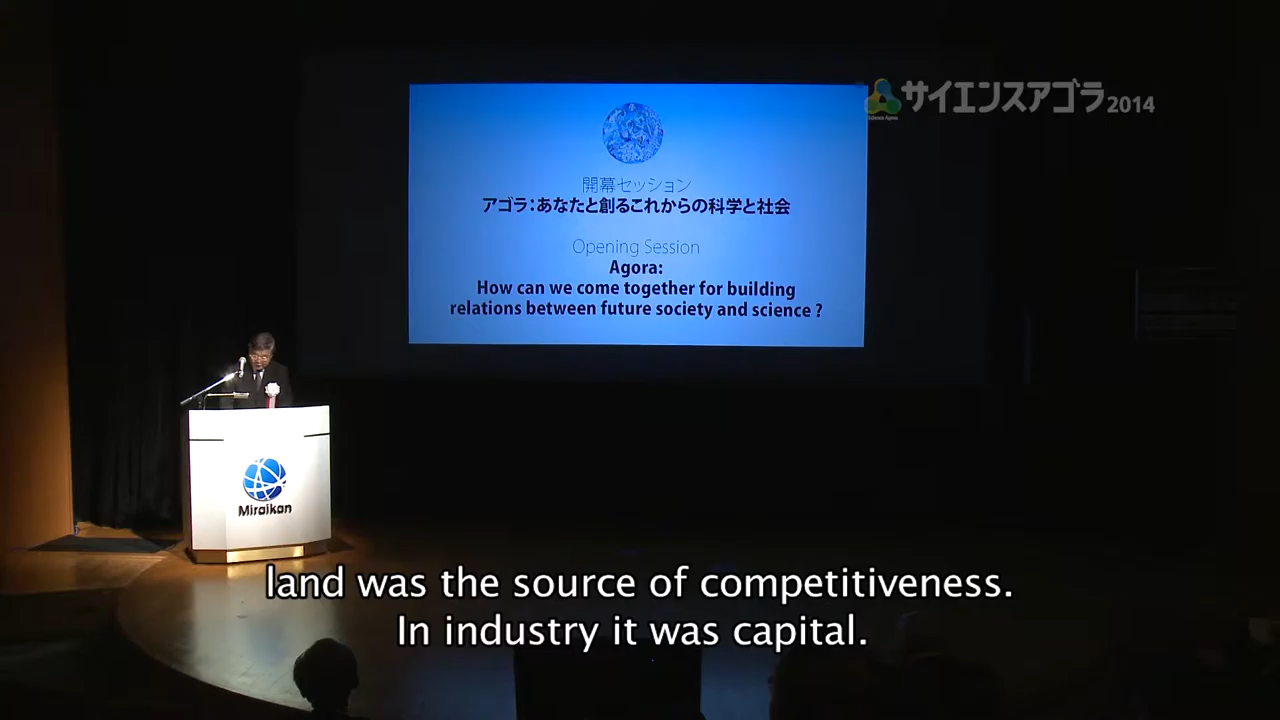 サイエンスアゴラ2014
Science Agora
開幕セッション
アゴラ：あなたと創るこれからの科学と社会
Opening Session
Agora:
How can we come together for building
relations between future society and science ?
Miraikan
land was the source of competitiveness.
In industry it was capital.